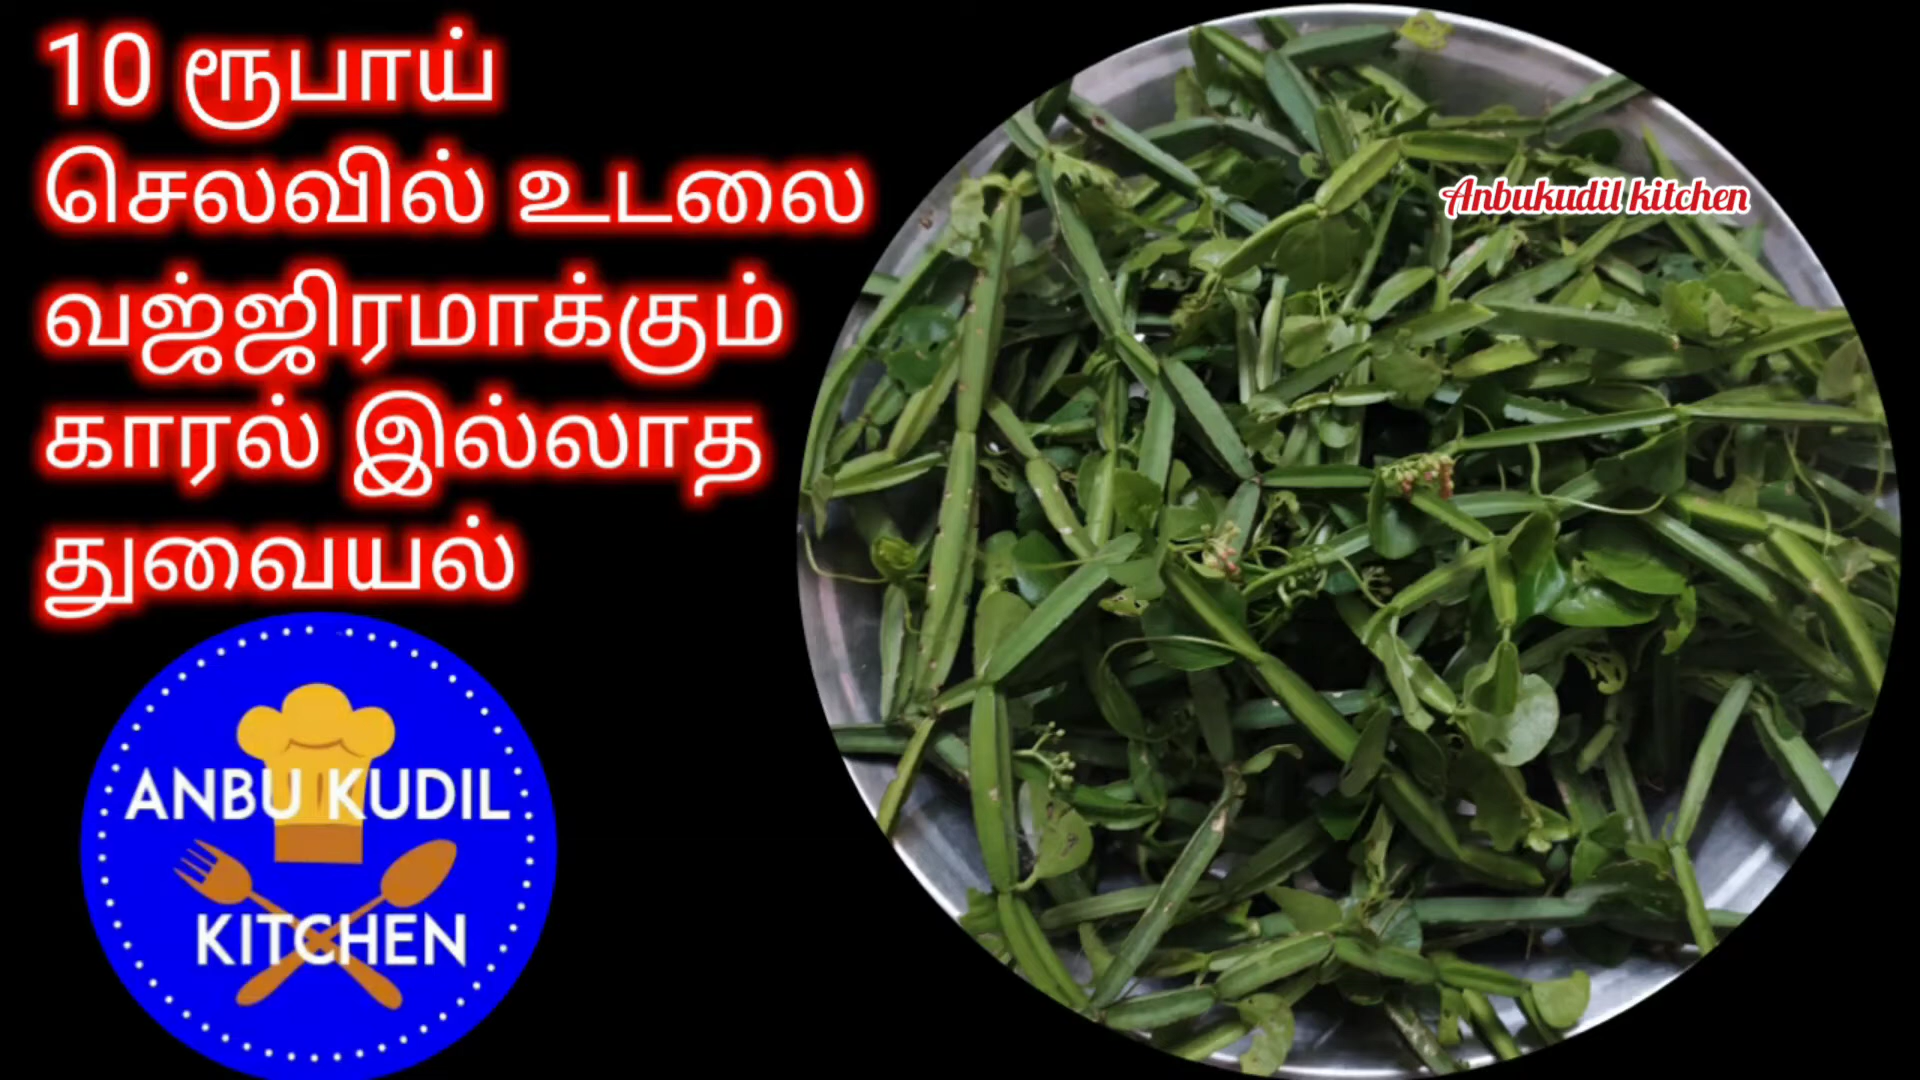 10 ரூபாய்
செலவில் உடலை
வஜ்ஜிரமாக்கும்
காரல் இல்லாத
துவையல்
Anbukudil kitchen
ANBU KUDIL
KITCHEN